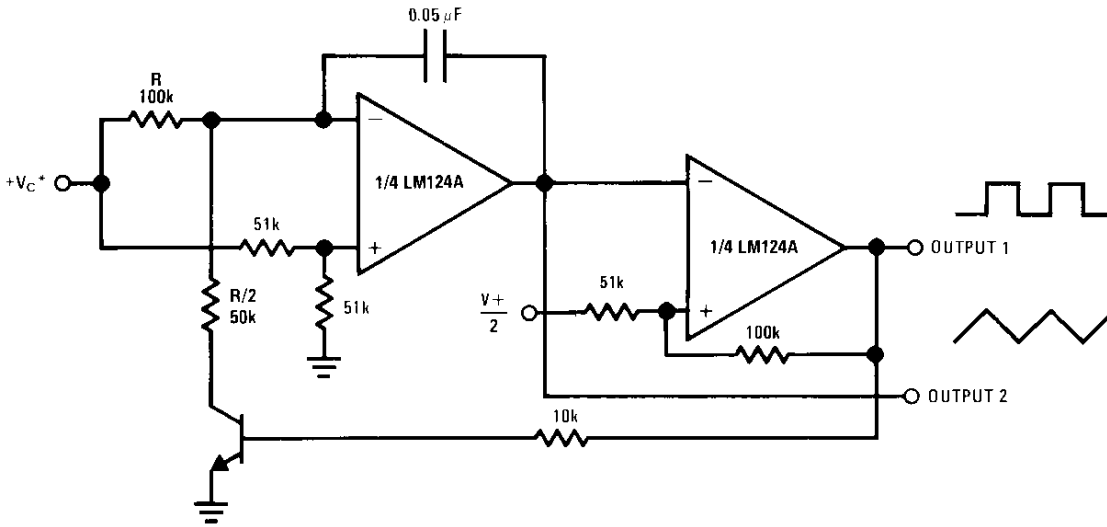 0.05 μF
R
100k
−
1/4 LM124A
+VC*
51k
+
51k
R/2
50k
−
1/4 LM124A
OUTPUT 1
V+
2
51k
+
100k
OUTPUT 2
10k